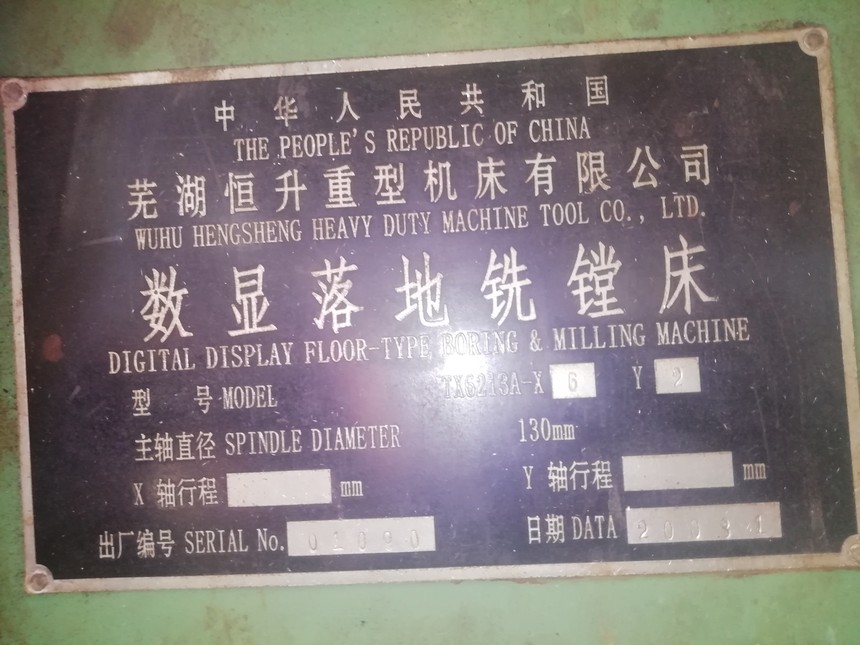 中华人民共和国
THE PEOPLE'S REPUBLIC OF CHINA
芜湖恒升重型机床有限公司
WUHU HENGSHENG HEAVY DUTY MACHINE TOOL CO., LTD.
数显落地铣镗床
DIGITAL DISPLAY FLOOR-TYPE BORING & MILLING MACHINE
型 号 MODEL TX6213A-X 6 Y 2
主轴直径 SPINDLE DIAMETER 130mm
X 轴行程 mm Y 轴行程 mm
出厂编号 SERIAL No. 日期 DATA